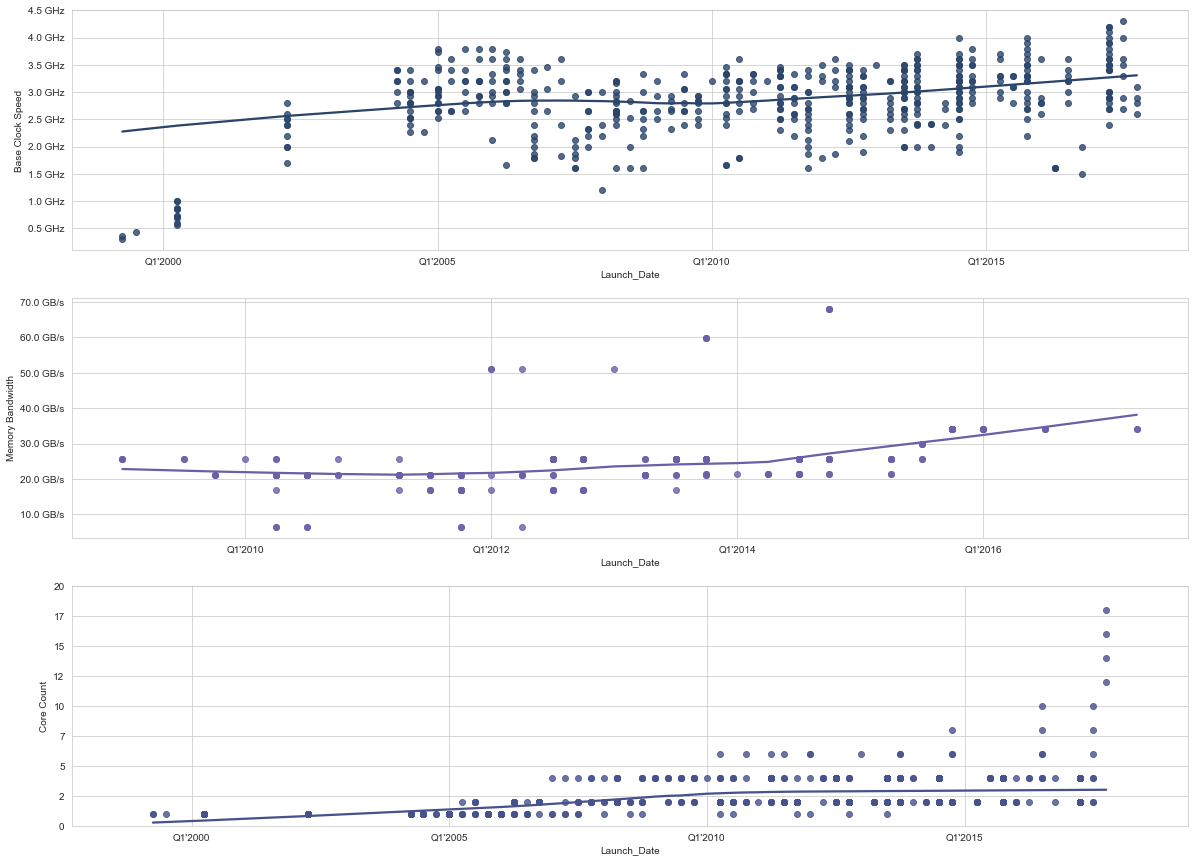 4.5 GHz
4.0 GHz
3.5 GHz
3.0 GHz
2.5 GHz
2.0 GHz
1.5 GHz
1.0 GHz
0.5 GHz
Base Clock Speed
Q1'2000 Q1'2005 Q1'2010 Q1'2015
Launch_Date
70.0 GB/s
60.0 GB/s
50.0 GB/s
40.0 GB/s
30.0 GB/s
20.0 GB/s
10.0 GB/s
Memory Bandwidth
Q1'2010 Q1'2012 Q1'2014 Q1'2016
Launch_Date
20
17
15
12
10
7
5
2
0
Core Count
Q1'2000 Q1'2005 Q1'2010 Q1'2015
Launch_Date